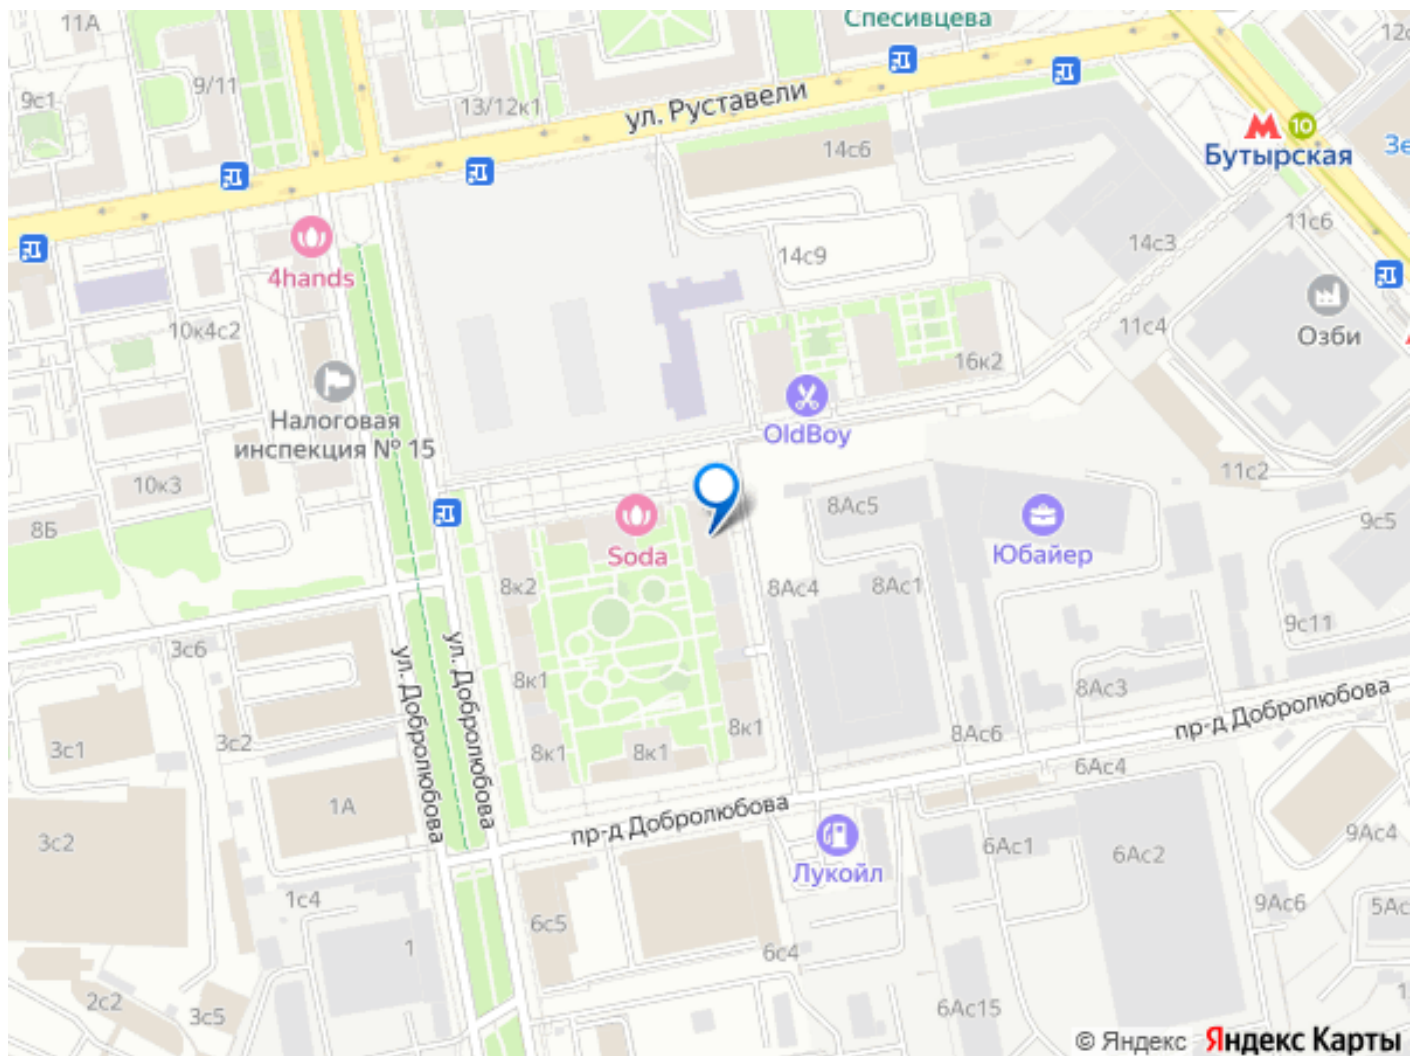 11А
Спесивцева
12с
9/11
9с1
13/12к1
ул. Руставели
14с6
10
Бутырская
Зе
11с6
14с3
14с9
4hands
10к4с2
11с4
Озби
16к2
Налоговая
инспекция № 15
OldBoy
10к3
11с2
8Б
8Ас5
9с5
Soda
Юбайер
8к2
8Ас4
8Ас1
9с11
3с6
ул. Добролюбова
ул. Добролюбова
8к1
8Ас3
пр-д Добролюбова
3с1
3с2
8к1
8к1
8к1
8Ас6
6Ас4
1А
пр-д Добролюбова
3с2
6Ас1
6Ас2
9Ас4
Лукойл
1с4
9Ас6
5Ас
6с5
1
6с4
2с2
3с5
6Ас15
1
© Яндекс Яндекс Карты